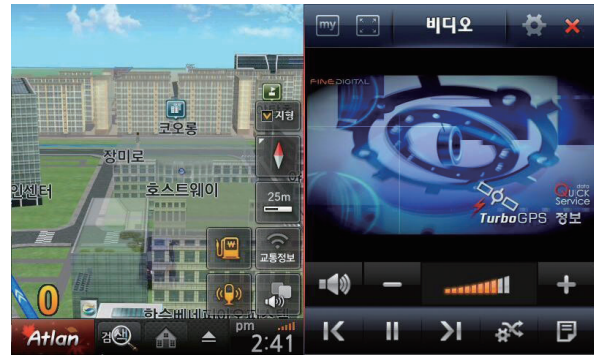 코오롱
지형
장미로
인센터
호스트웨이
25m
교통정보
0
Atlan
검색
pm
2:41
my
비디오
FINEDIGITAL
data
QUICK
Service
TurboGPS 정보